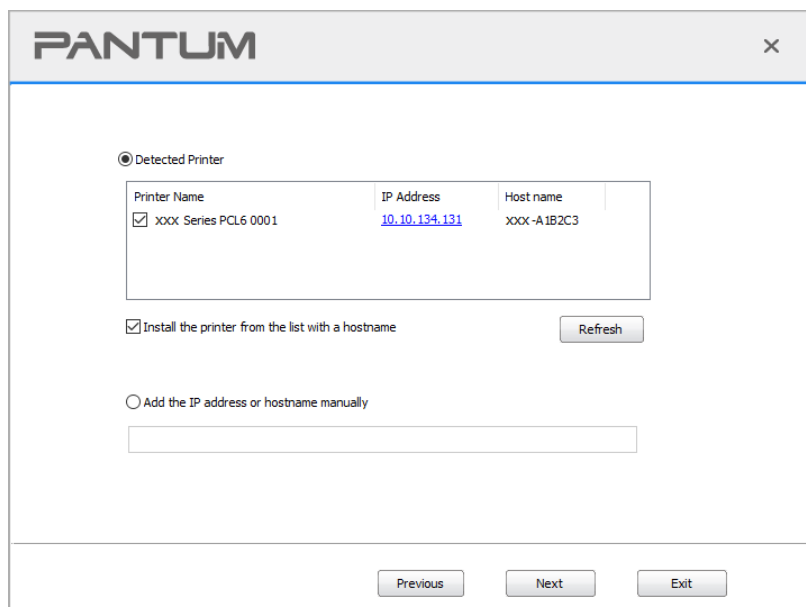 PANTUM
Detected Printer
Printer Name IP Address Host name
XXX Series PCL6 0001 10.10.134.131 XXX-A1B2C3
Install the printer from the list with a hostname
Refresh
Add the IP address or hostname manually
Previous Next Exit